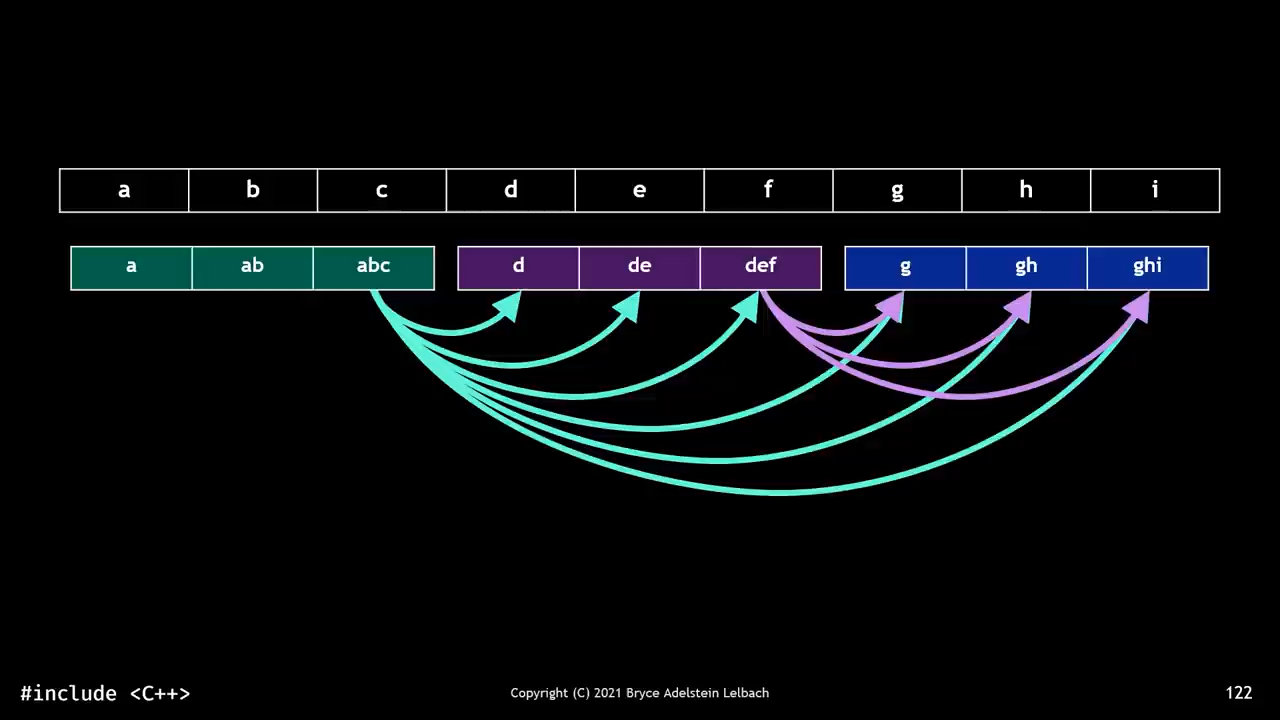 a b c d e f g h i
a ab abc d de def g gh ghi
#include <C++> Copyright (C) 2021 Bryce Adelstein Lelbach 122